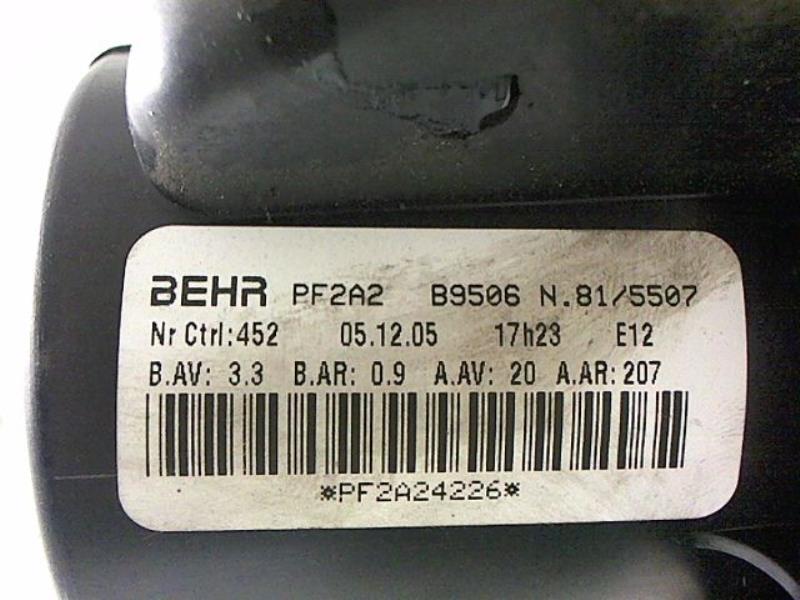 BEHR PF2A2 B9506 N.81/5507
Nr Ctrl:452 05.12.05 17h23 E12
B.AV: 3.3 B.AR: 0.9 A.AV: 20 A.AR: 207
*PF2A24226*